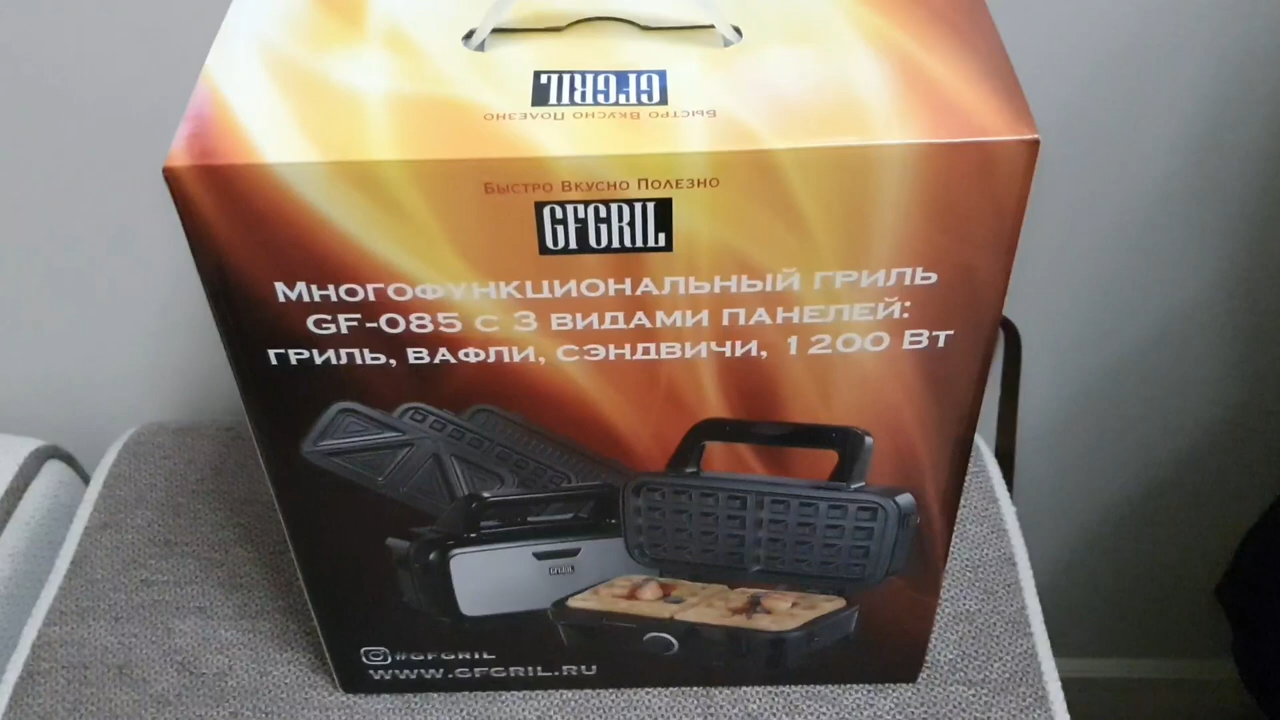 GFGRIL
Быстро Вкусно Полезно
Быстро Вкусно Полезно
GFGRIL
Многофункциональный гриль
GF-085 с 3 видами панелей:
гриль, вафли, сэндвичи, 1200 Вт
GFGRIL
#GFGRIL
www.gfgril.ru